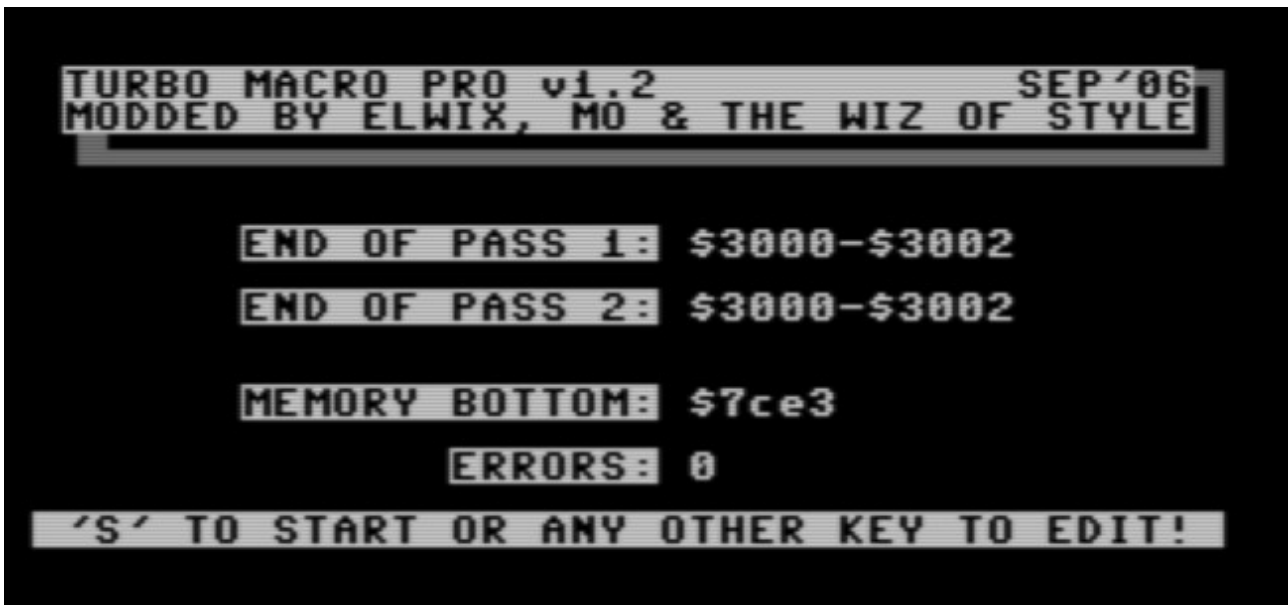 TURBO MACRO PRO v1.2 SEP'06
MODDED BY ELWIX, MO & THE WIZ OF STYLE
END OF PASS 1: $3000-$3002
END OF PASS 2: $3000-$3002
MEMORY BOTTOM: $7ce3
ERRORS: 0
'S' TO START OR ANY OTHER KEY TO EDIT!